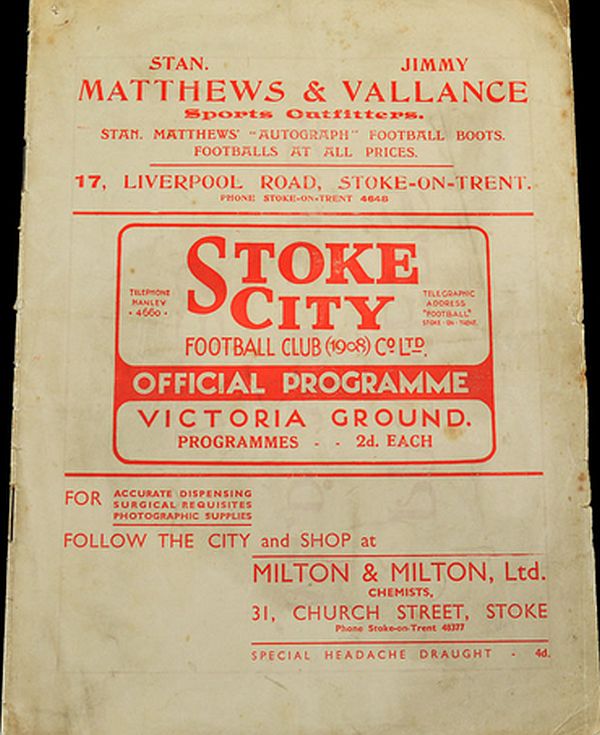 STAN. JIMMY
MATTHEWS & VALLANCE
Sports Outfitters.
STAN. MATTHEWS' "AUTOGRAPH" FOOTBALL BOOTS.
FOOTBALLS AT ALL PRICES.
17, LIVERPOOL ROAD, STOKE-ON-TRENT.
PHONE STOKE-ON-TRENT 4648
STOKE
CITY
TELEPHONE
HANLEY
• 4660 •
TELEGRAPHIC
ADDRESS
"FOOTBALL"
STOKE-ON-TRENT.
FOOTBALL CLUB (1908) Co. LTD.
OFFICIAL PROGRAMME
VICTORIA GROUND.
PROGRAMMES - - 2d. EACH
FOR ACCURATE DISPENSING
SURGICAL REQUISITES
PHOTOGRAPHIC SUPPLIES
FOLLOW THE CITY and SHOP at
MILTON & MILTON, Ltd.
CHEMISTS,
31, CHURCH STREET, STOKE
Phone Stoke-on-Trent 48377
SPECIAL HEADACHE DRAUGHT - 4d.